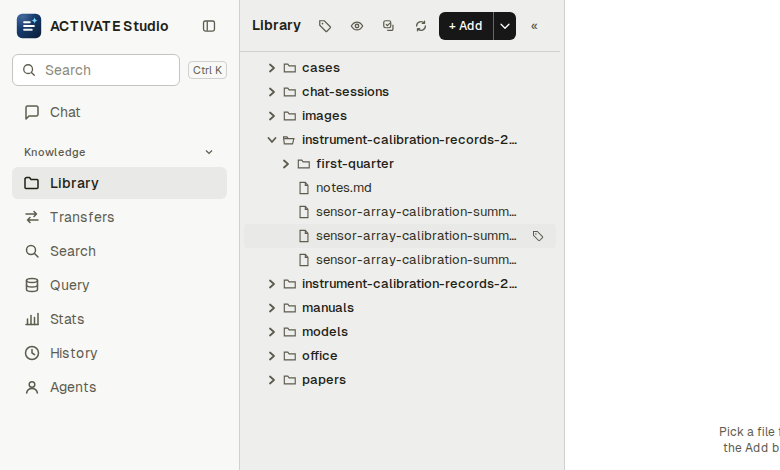 ACTIVATE Studio
Search
Ctrl K
Chat
Knowledge
Library
Transfers
Search
Query
Stats
History
Agents
Library
+ Add
«
cases
chat-sessions
images
instrument-calibration-records-2...
first-quarter
notes.md
sensor-array-calibration-summ...
sensor-array-calibration-summ...
sensor-array-calibration-summ...
instrument-calibration-records-2...
manuals
models
office
papers
Pick a file
the Add b